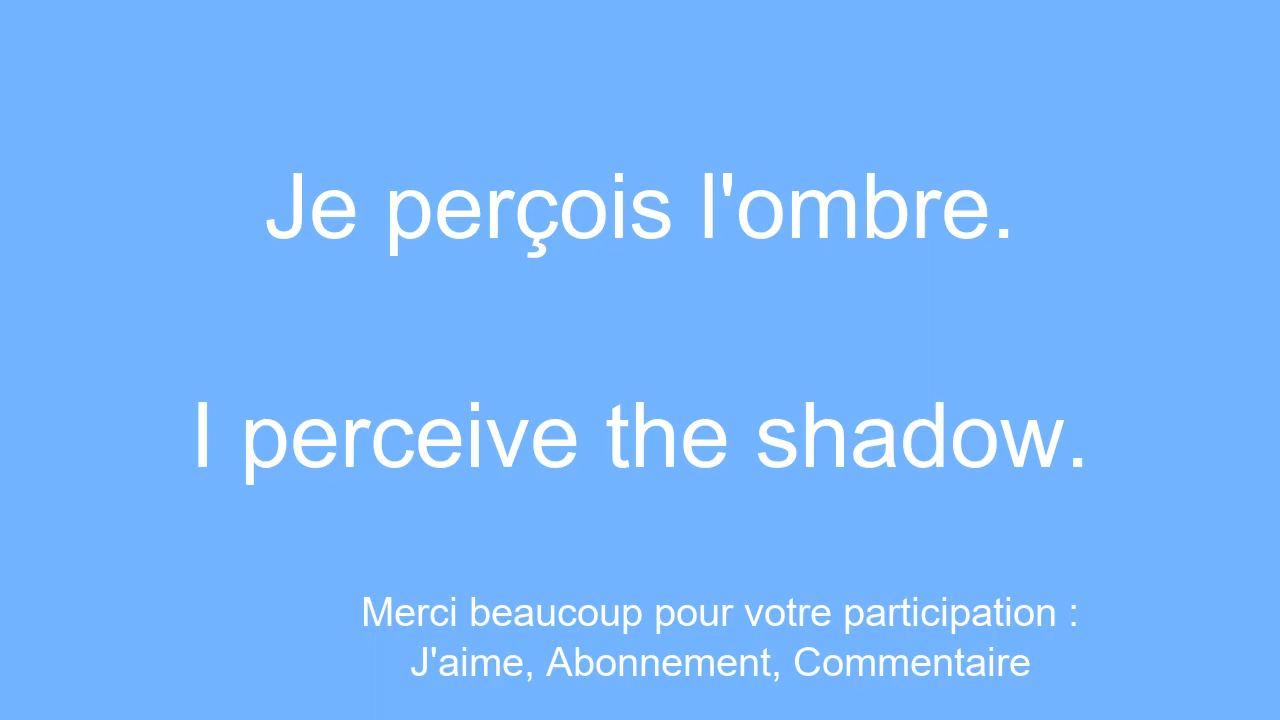 Je perçois l'ombre.
I perceive the shadow.
Merci beaucoup pour votre participation :
J'aime, Abonnement, Commentaire